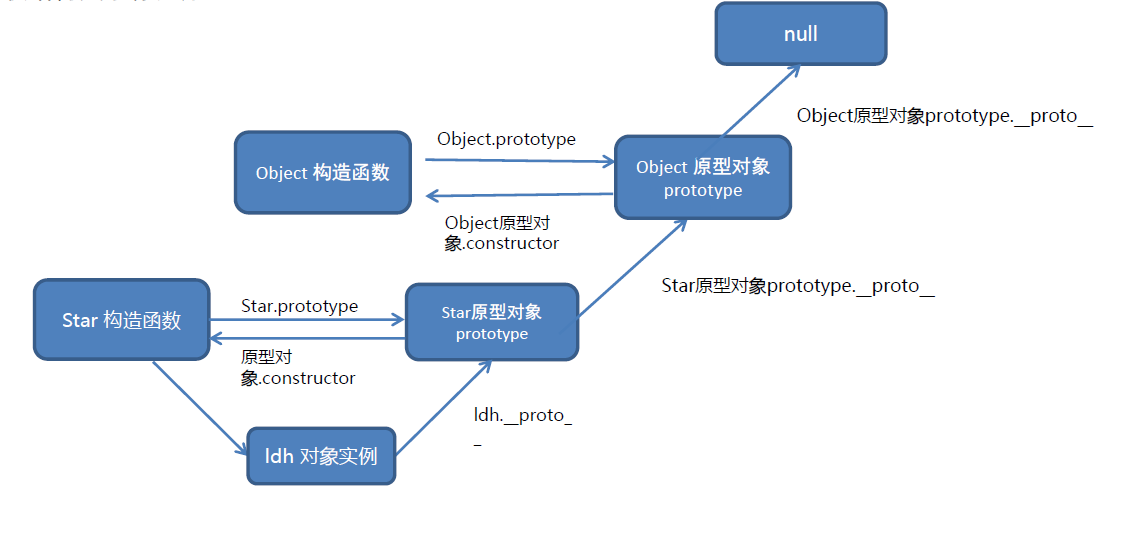 null
Object原型对象prototype.__proto__
Object.prototype
Object 构造函数
Object 原型对象
prototype
Object原型对
象.constructor
Star原型对象prototype.__proto__
Star.prototype
Star 构造函数
Star原型对象
prototype
原型对
象.constructor
ldh.__proto_
_
ldh 对象实例